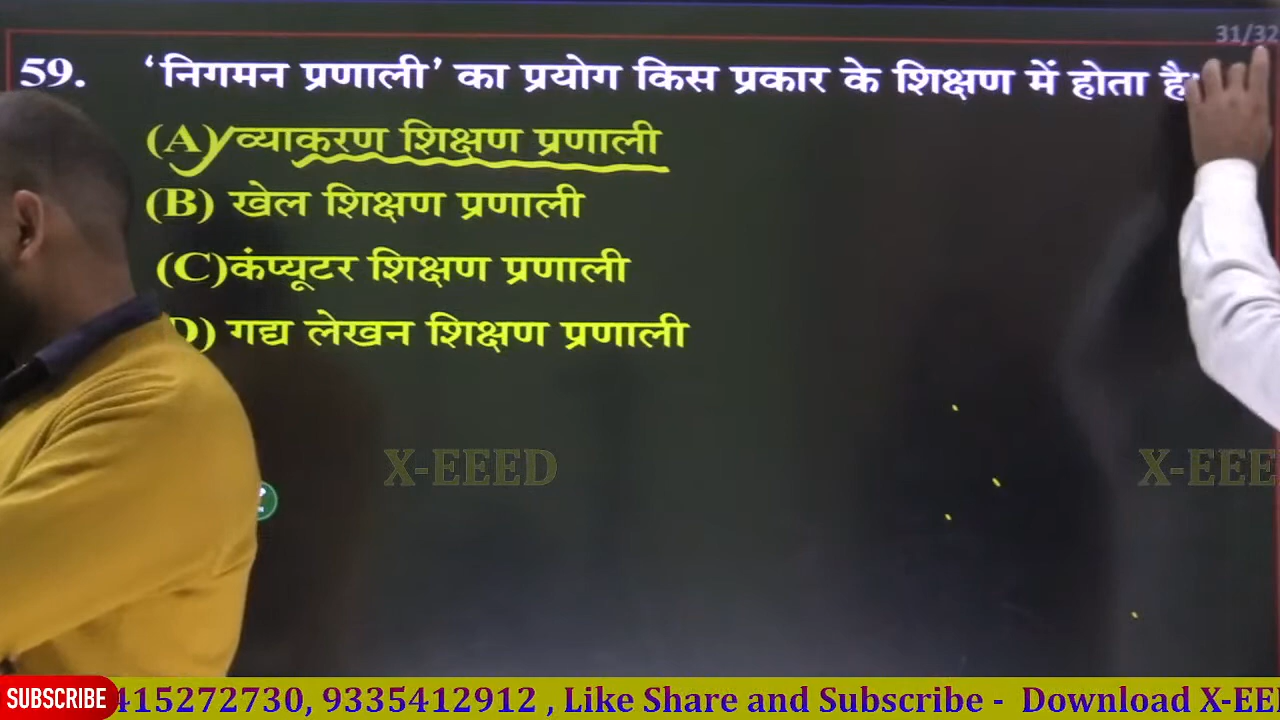 31/32
59. ‘निगमन प्रणाली’ का प्रयोग किस प्रकार के शिक्षण में होता है
(A) व्याकरण शिक्षण प्रणाली
(B) खेल शिक्षण प्रणाली
(C) कंप्यूटर शिक्षण प्रणाली
D) गद्य लेखन शिक्षण प्रणाली
X-EEED X-EEE
SUBSCRIBE 415272730, 9335412912 , Like Share and Subscribe - Download X-EE